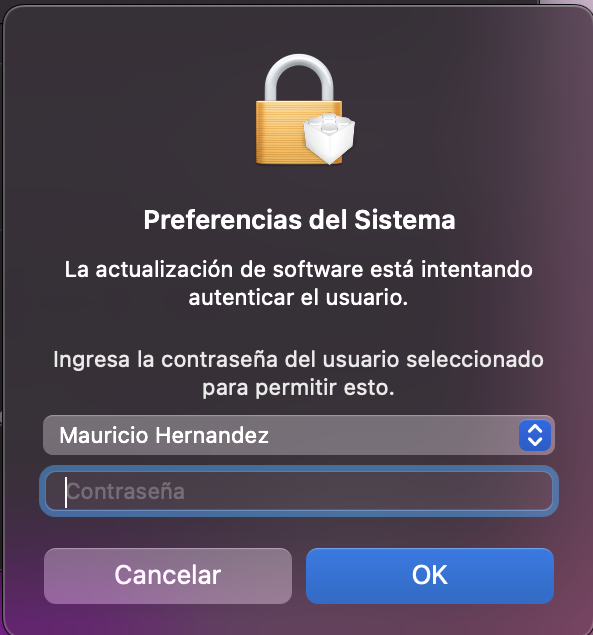 Preferencias del Sistema
La actualización de software está intentando
autenticar el usuario.
Ingresa la contraseña del usuario seleccionado
para permitir esto.
Mauricio Hernandez
Contraseña
Cancelar
OK